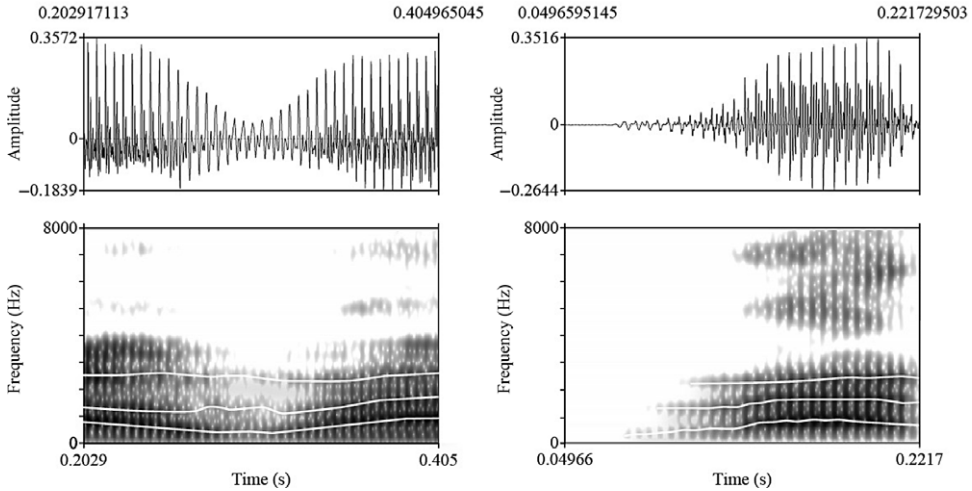 0.202917113 0.404965045 0.0496595145 0.221729503
0.3572 0.3516
Amplitude Amplitude
0 0
−0.1839 −0.2644
8000 8000
Frequency (Hz) Frequency (Hz)
0 0
0.2029 0.405 0.04966 0.2217
Time (s) Time (s)